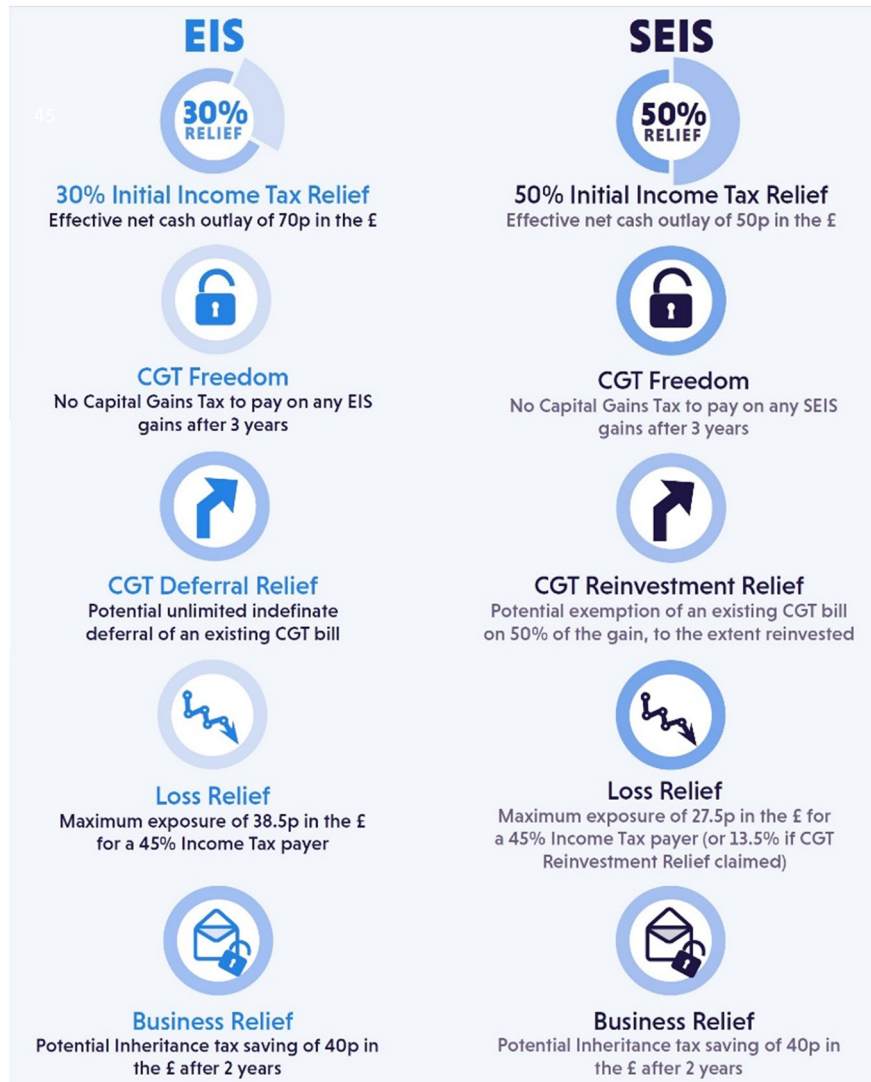 EIS
30%
RELIEF
45
30% Initial Income Tax Relief
Effective net cash outlay of 70p in the £
CGT Freedom
No Capital Gains Tax to pay on any EIS
gains after 3 years
CGT Deferral Relief
Potential unlimited indefinate
deferral of an existing CGT bill
Loss Relief
Maximum exposure of 38.5p in the £
for a 45% Income Tax payer
Business Relief
Potential Inheritance tax saving of 40p in
the £ after 2 years
SEIS
50%
RELIEF
50% Initial Income Tax Relief
Effective net cash outlay of 50p in the £
CGT Freedom
No Capital Gains Tax to pay on any SEIS
gains after 3 years
CGT Reinvestment Relief
Potential exemption of an existing CGT bill
on 50% of the gain, to the extent reinvested
Loss Relief
Maximum exposure of 27.5p in the £ for
a 45% Income Tax payer (or 13.5% if CGT
Reinvestment Relief claimed)
Business Relief
Potential Inheritance tax saving of 40p in
the £ after 2 years